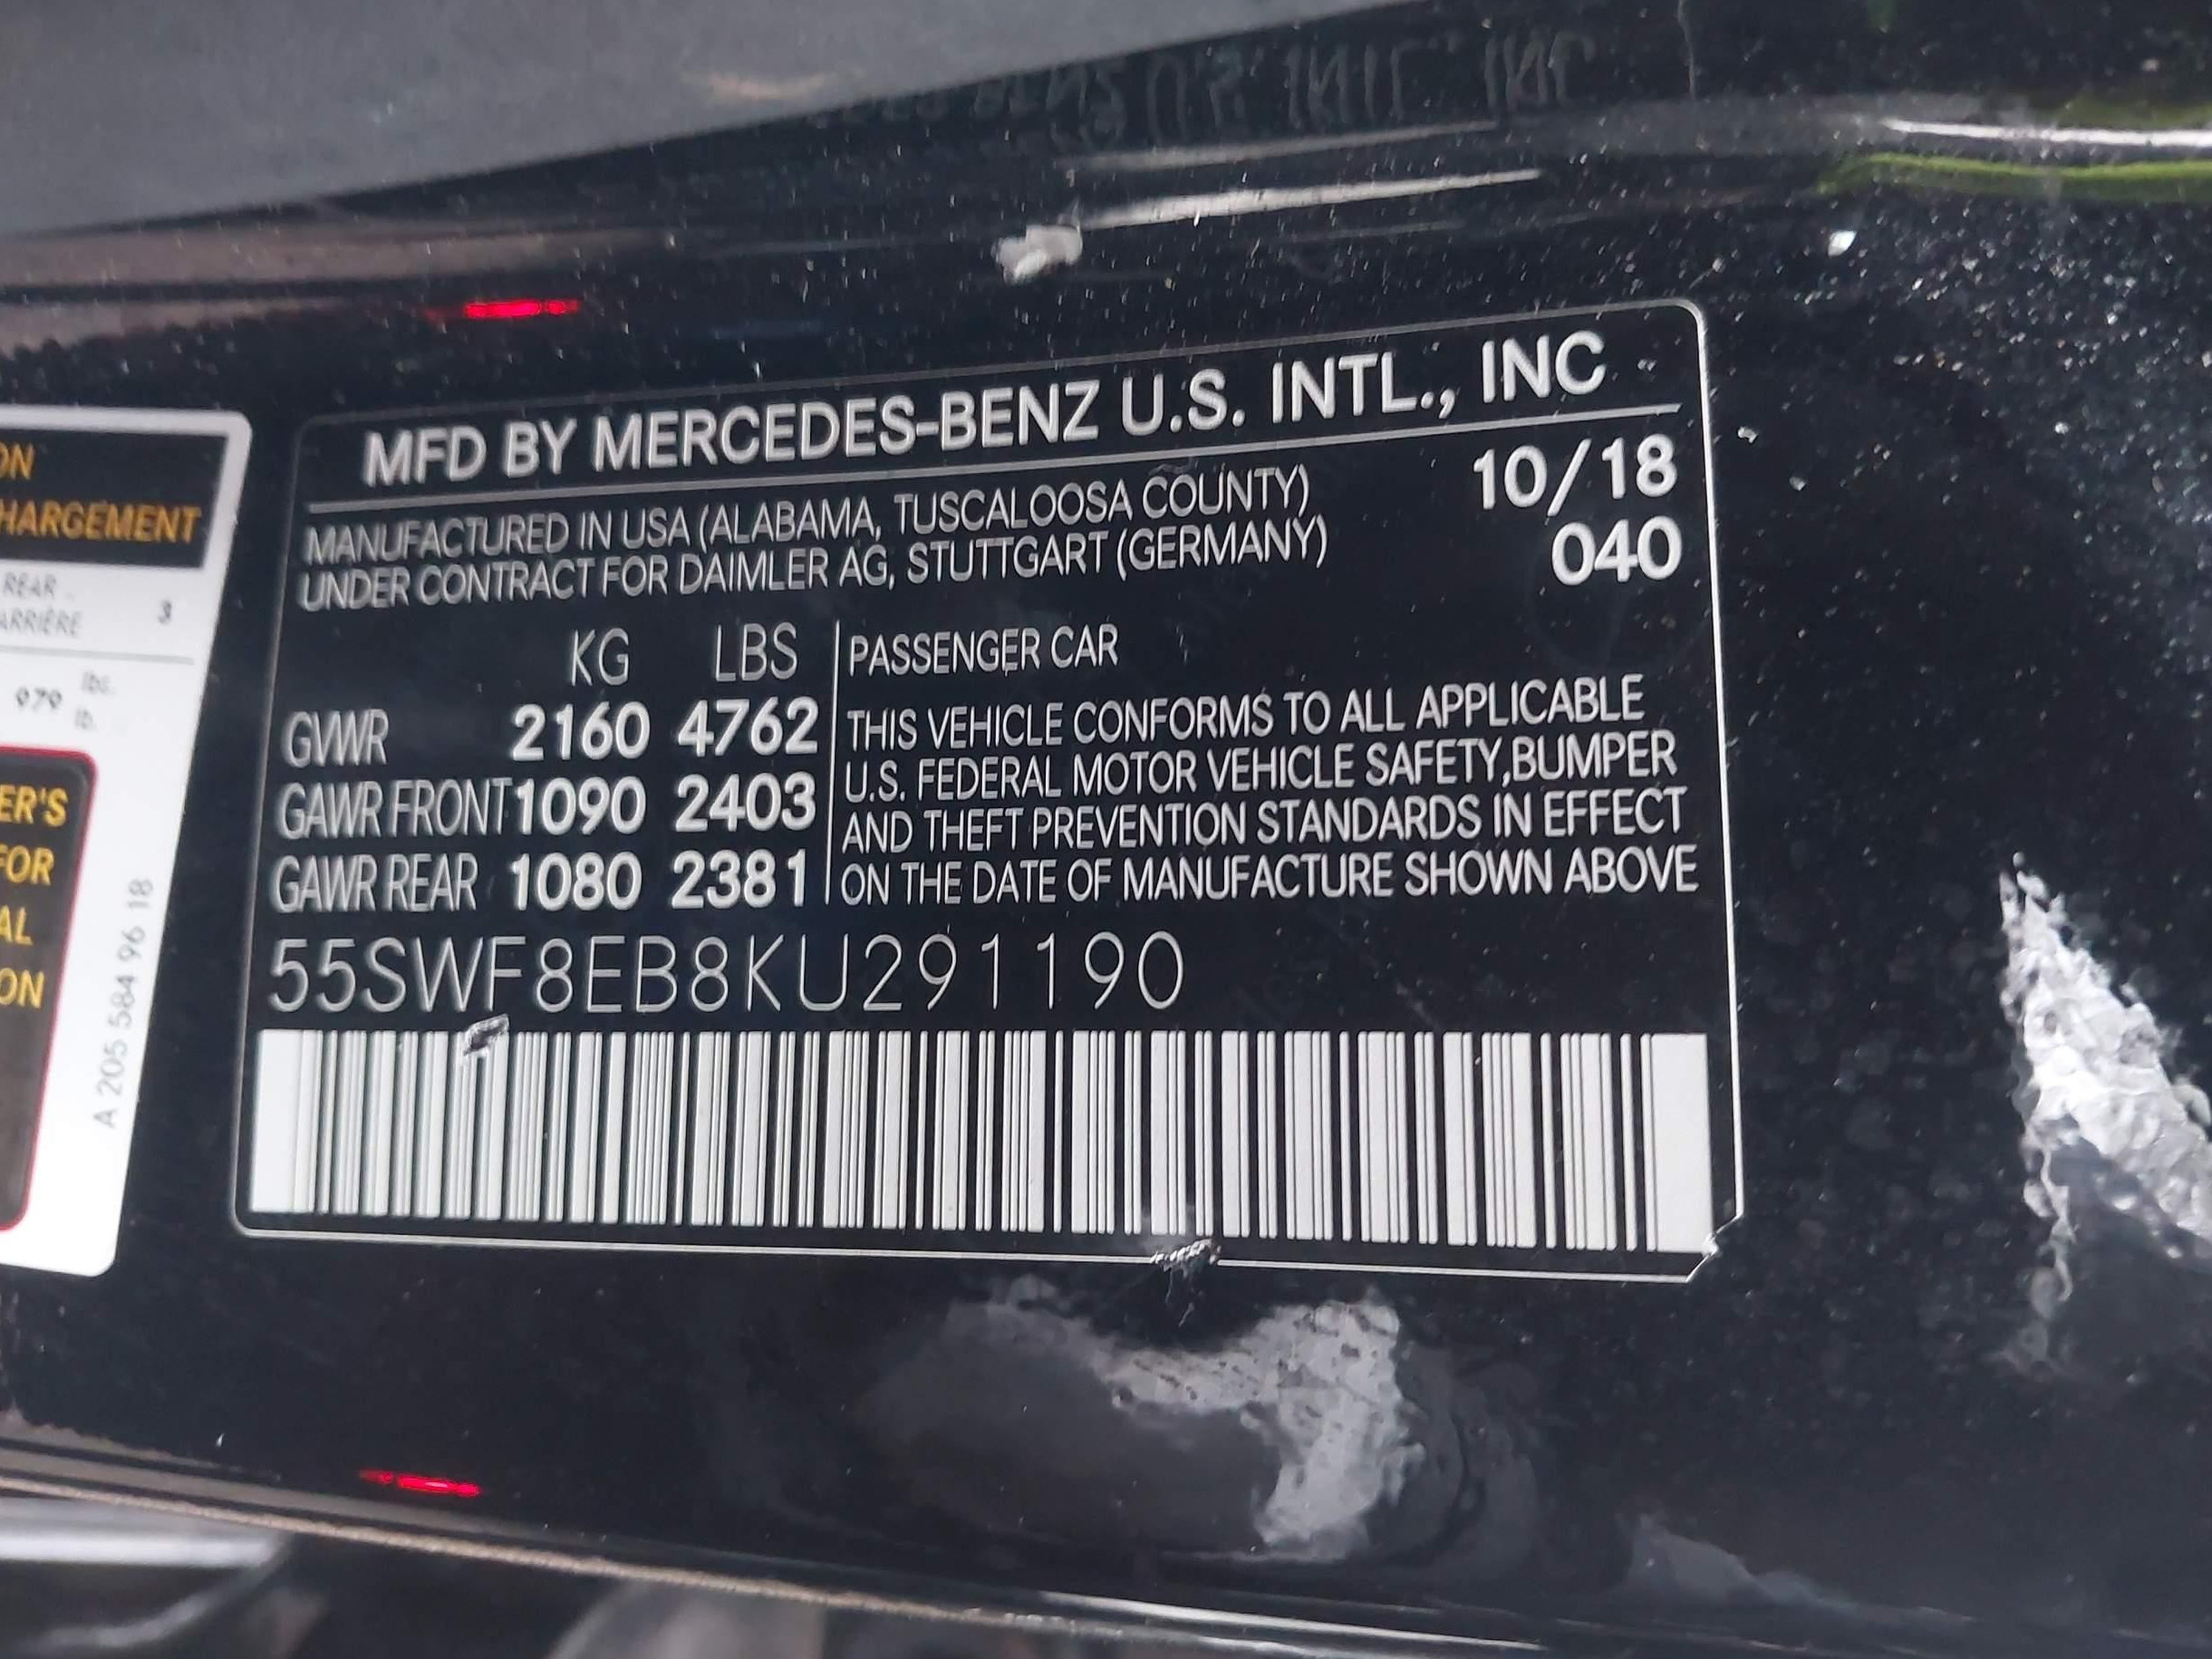 MFD BY MERCEDES-BENZ U.S. INTL., INC
MANUFACTURED IN USA (ALABAMA, TUSCALOOSA COUNTY) 10/18
UNDER CONTRACT FOR DAIMLER AG, STUTTGART (GERMANY) 040
KG LBS
GVWR 2160 4762
GAWR FRONT 1090 2403
GAWR REAR 1080 2381
PASSENGER CAR
THIS VEHICLE CONFORMS TO ALL APPLICABLE
U.S. FEDERAL MOTOR VEHICLE SAFETY,BUMPER
AND THEFT PREVENTION STANDARDS IN EFFECT
ON THE DATE OF MANUFACTURE SHOWN ABOVE
55SWF8EB8KU291190
ON
HARGEMENT
REAR
ARRIÈRE 3
979 lbs.
lb.
ER'S
FOR
AL
ON
A 205 584 96 18